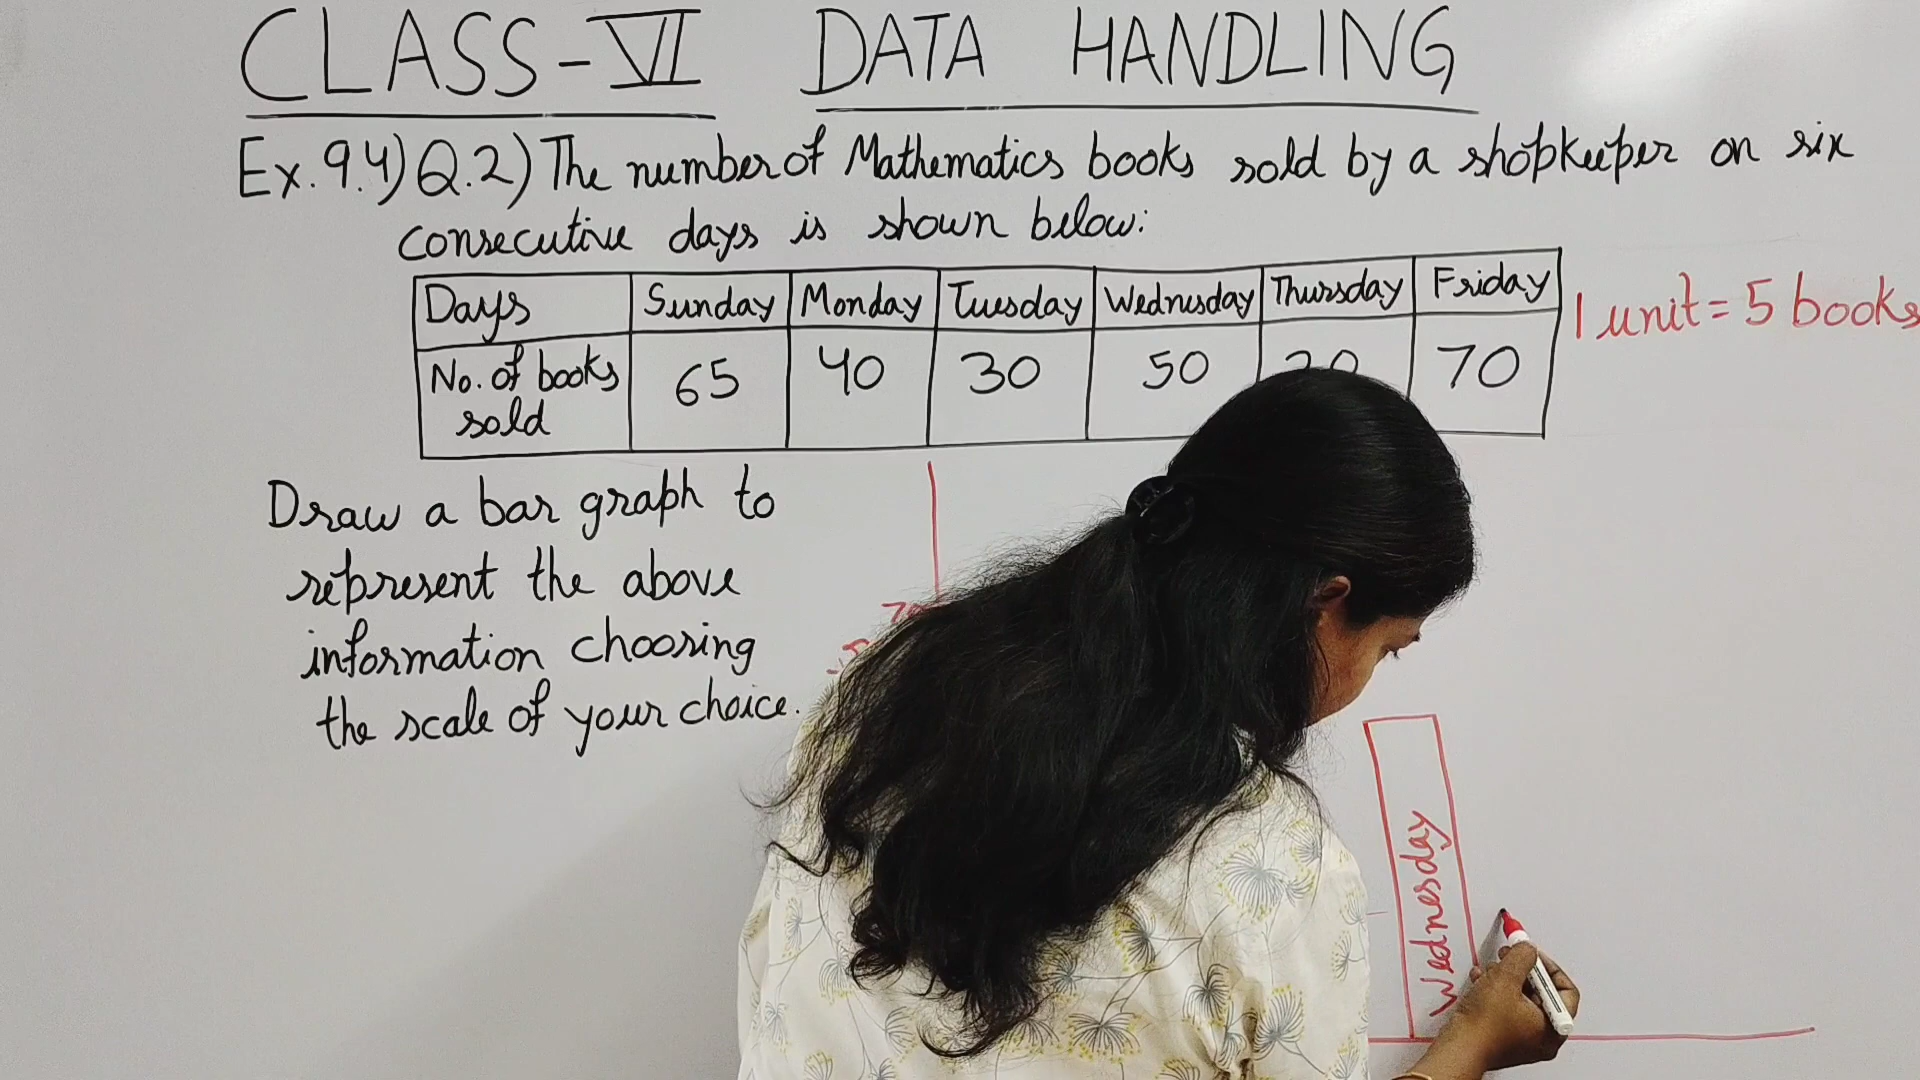 CLASS-VI DATA HANDLING
Ex.9.4) Q.2) The number of Mathematics books sold by a shopkeeper on six
consecutive days is shown below:
Days Sunday Monday Tuesday Wednesday Thursday Friday
No. of books sold 65 40 30 50 70
1 unit = 5 books
Draw a bar graph to
represent the above
information choosing
the scale of your choice.
Wednesday